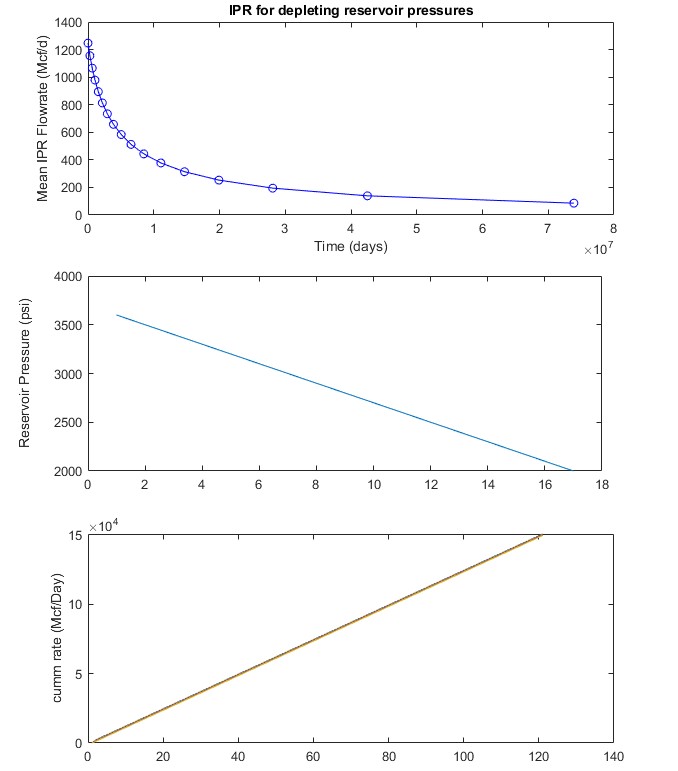 IPR for depleting reservoir pressures
1400
1200
1000
800
600
400
200
0
Mean IPR Flowrate (Mcf/d)
0 1 2 3 4 5 6 7 8
Time (days)
×10^7
4000
3500
3000
2500
2000
Reservoir Pressure (psi)
0 2 4 6 8 10 12 14 16 18
×10^4
15
10
5
0
cumm rate (Mcf/Day)
0 20 40 60 80 100 120 140